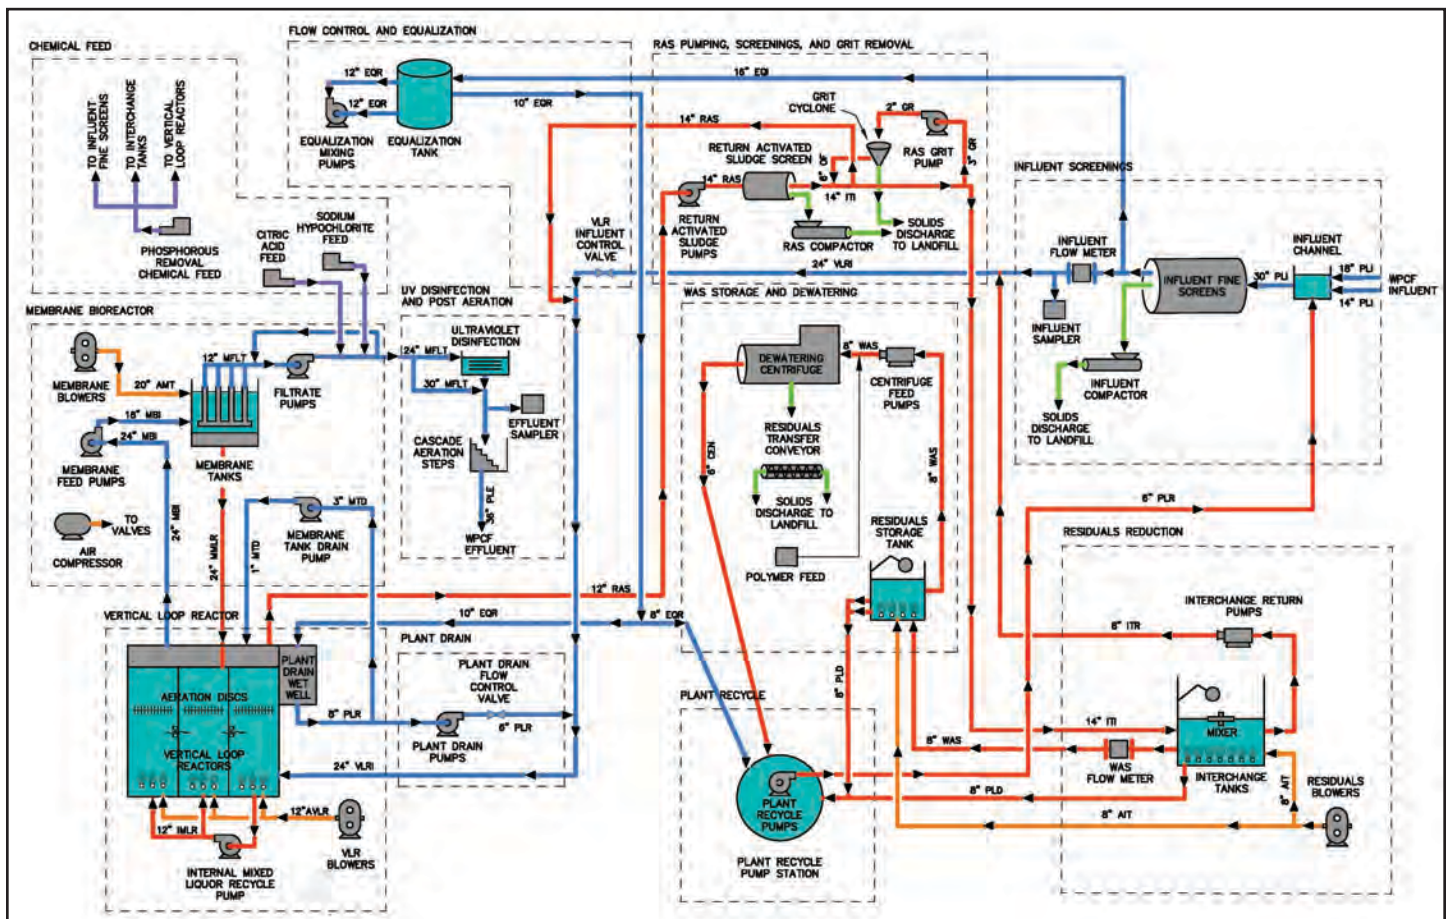 CHEMICAL FEED
TO INFLUENT
FINE SCREENS
TO INTERCHANGE
TANKS
TO VERTICAL
LOOP REACTORS
PHOSPHOROUS
REMOVAL
CHEMICAL FEED
CITRIC
ACID
FEED
SODIUM
HYPOCHLORITE
FEED
FLOW CONTROL AND EQUALIZATION
12" EQR
12" EQR
EQUALIZATION
MIXING
PUMPS
EQUALIZATION
TANK
10" EQR
18" EQI
VLR
INFLUENT
CONTROL
VALVE
RAS PUMPING, SCREENINGS, AND GRIT REMOVAL
GRIT
CYCLONE
2" GR
14" RAS
RETURN ACTIVATED
SLUDGE SCREEN
RAS GRIT
PUMP
3" GR
6" OF
14" RAS
14" ITI
RETURN
ACTIVATED
SLUDGE
PUMPS
RAS COMPACTOR
SOLIDS
DISCHARGE
TO LANDFILL
24" VLRI
INFLUENT SCREENINGS
INFLUENT
FLOW METER
INFLUENT
CHANNEL
INFLUENT FINE
SCREENS
30" PLI
18" PLI
14" PLI
WPCF
INFLUENT
INFLUENT
SAMPLER
INFLUENT
COMPACTOR
SOLIDS
DISCHARGE
TO LANDFILL
MEMBRANE BIOREACTOR
MEMBRANE
BLOWERS
12" MFLT
20" AMT
FILTRATE
PUMPS
18" MBI
24" MBI
MEMBRANE
FEED PUMPS
MEMBRANE
TANKS
24" MBI
24" MMLR
1" MTD
3" MTD
MEMBRANE
TANK DRAIN
PUMP
TO
VALVES
AIR
COMPRESSOR
UV DISINFECTION
AND POST AERATION
ULTRAVIOLET
DISINFECTION
24" MFLT
30" MFLT
EFFLUENT
SAMPLER
CASCADE
AERATION
STEPS
36" PLE
WPCF
EFFLUENT
WAS STORAGE AND DEWATERING
8" WAS
DEWATERING
CENTRIFUGE
CENTRIFUGE
FEED
PUMPS
6" CEN
RESIDUALS
TRANSFER
CONVEYOR
8" WAS
SOLIDS
DISCHARGE TO
LANDFILL
RESIDUALS
STORAGE
TANK
POLYMER FEED
6" PLR
RESIDUALS REDUCTION
INTERCHANGE RETURN
PUMPS
8" ITR
14" ITI
MIXER
8" WAS
WAS
FLOW METER
INTERCHANGE
TANKS
8" PLD
8" PLD
8" AIT
8" AIT
RESIDUALS
BLOWERS
12" RAS
VERTICAL LOOP REACTOR
10" EQR
8" EQR
PLANT
DRAIN
WET
WELL
AERATION DISCS
VERTICAL LOOP
REACTORS
8" PLR
PLANT DRAIN
PLANT DRAIN
FLOW
CONTROL
VALVE
6" PLR
PLANT DRAIN
PUMPS
24" VLRI
12"AVLR
12" IMLR
INTERNAL MIXED
LIQUOR RECYCLE
PUMP
VLR
BLOWERS
PLANT RECYCLE
PLANT
RECYCLE
PUMPS
PLANT RECYCLE
PUMP STATION